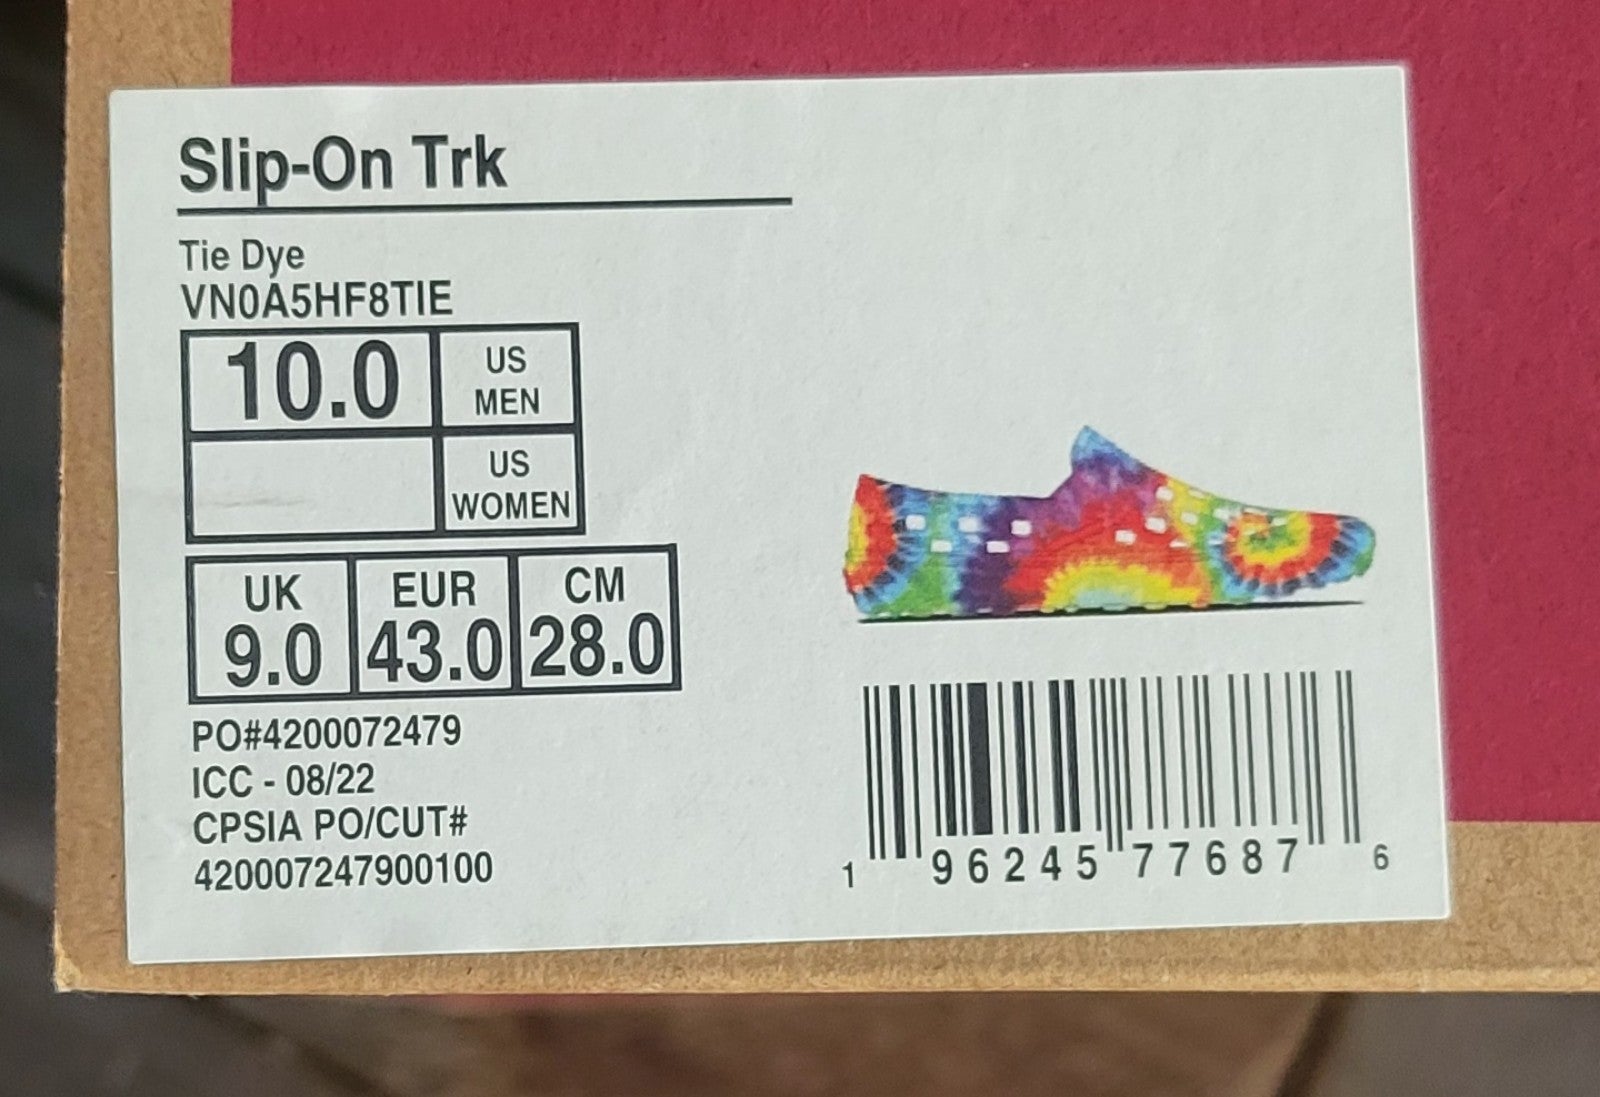 Slip-On Trk
Tie Dye
VN0A5HF8TIE
10.0 US MEN
US WOMEN
UK EUR CM
9.0 43.0 28.0
PO#4200072479
ICC - 08/22
CPSIA PO/CUT#
420007247900100
1 96245 77687 6